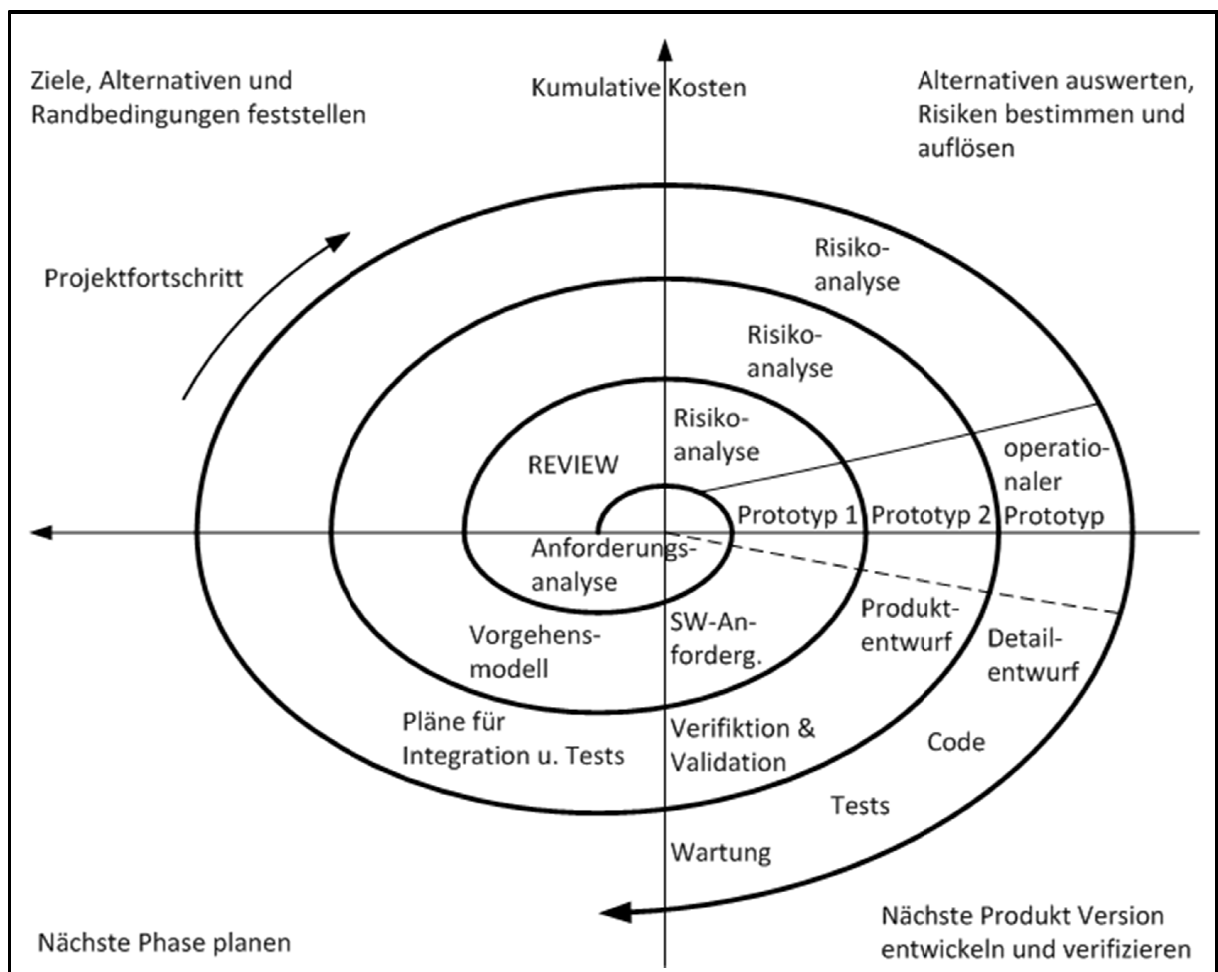 Ziele, Alternativen und
Randbedingungen feststellen
Kumulative Kosten
Alternativen auswerten,
Risiken bestimmen und
auflösen
Projektfortschritt
Risiko-
analyse
Risiko-
analyse
Risiko-
analyse
REVIEW
operatio-
naler
Prototyp
Prototyp 1
Prototyp 2
Anforderungs-
analyse
Produkt-
entwurf
SW-An-
forderg.
Vorgehens-
modell
Detail-
entwurf
Pläne für
Integration u. Tests
Verifiktion &
Validation
Code
Tests
Wartung
Nächste Phase planen
Nächste Produkt Version
entwickeln und verifizieren